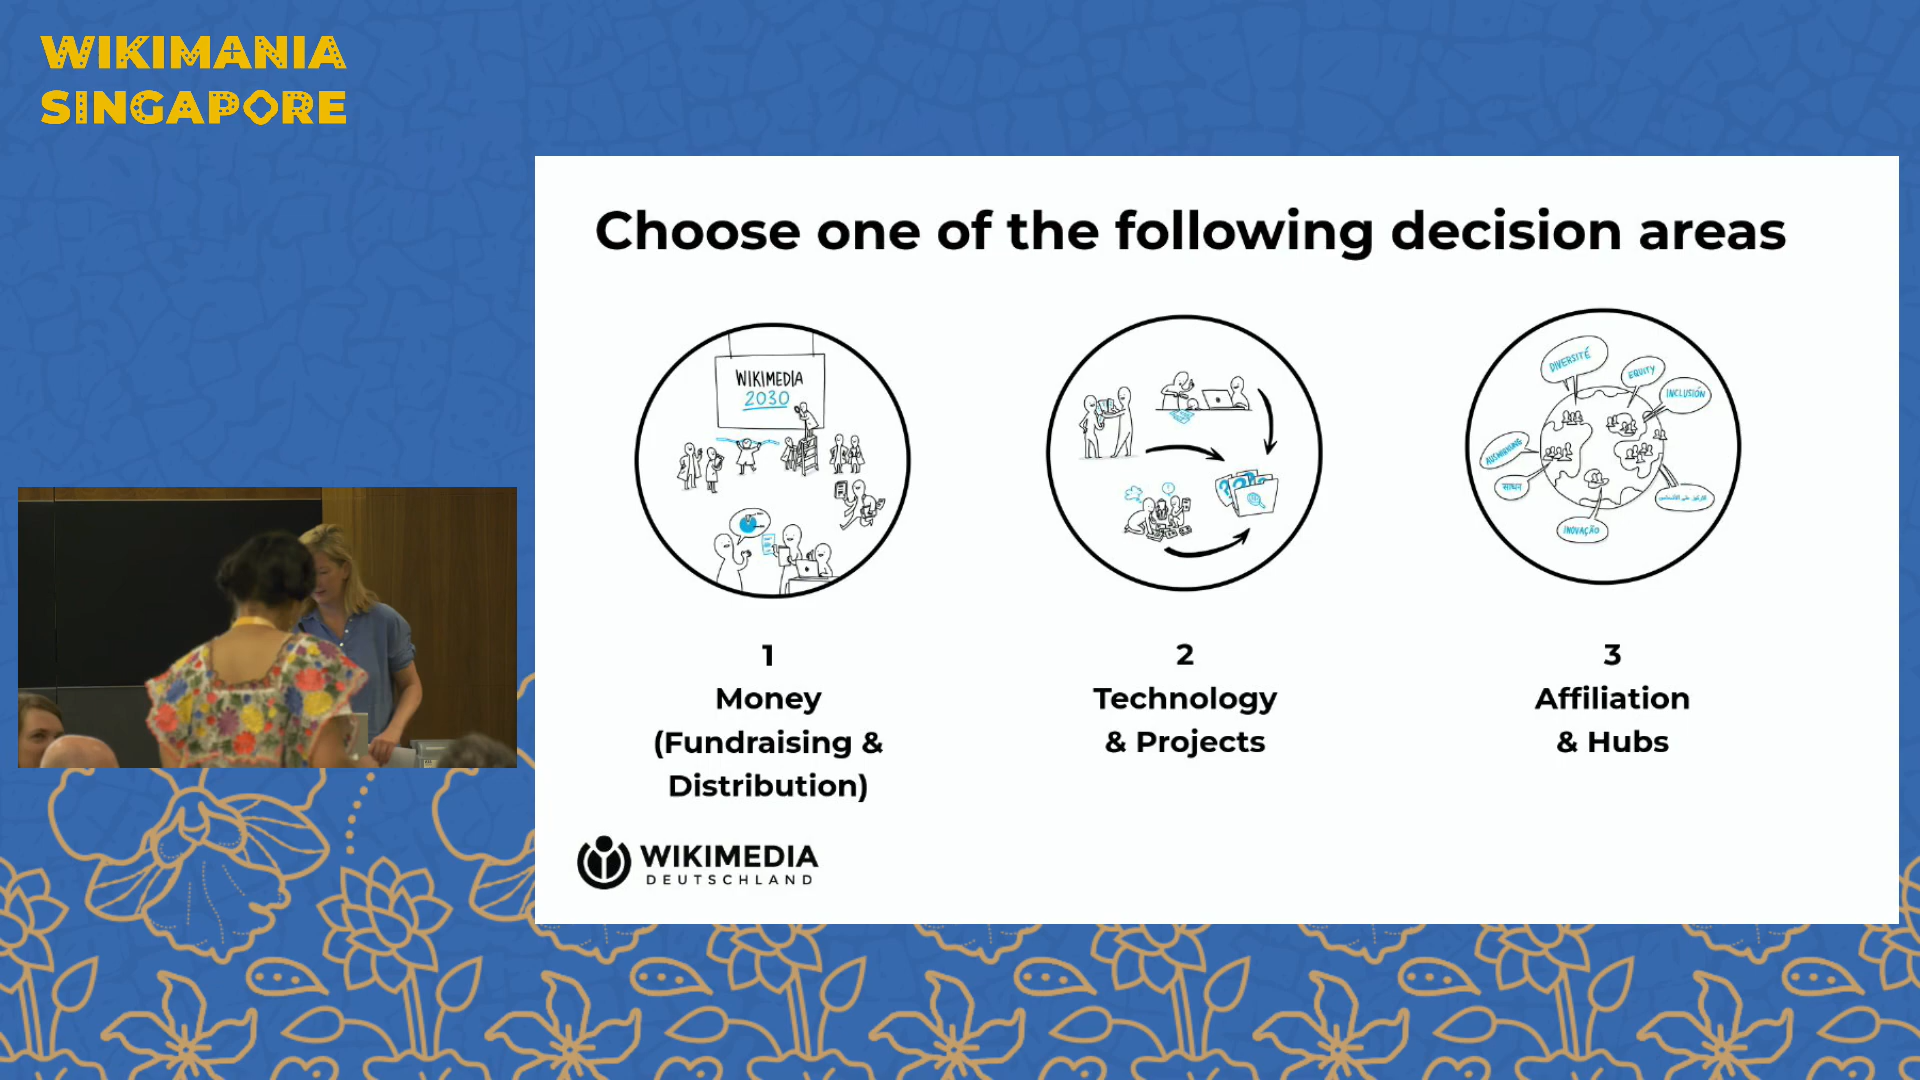 WIKIMANIA
SINGAPORE
Choose one of the following decision areas
WIKIMEDIA
2030
DIVERSITÉ
EQUITY
INCLUSIÓN
साधन
INOVAÇÃO
1
Money
(Fundraising &
Distribution)
2
Technology
& Projects
3
Affiliation
& Hubs
WIKIMEDIA
DEUTSCHLAND